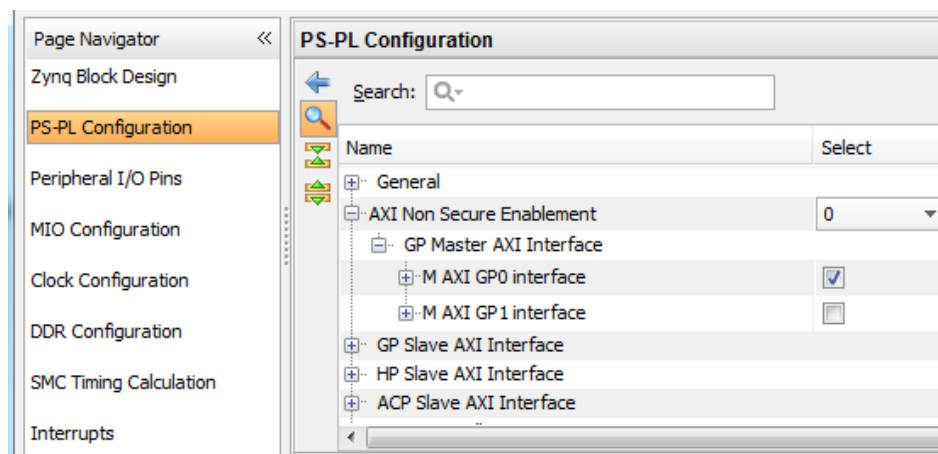 Page Navigator «
Zynq Block Design
PS-PL Configuration
Peripheral I/O Pins
MIO Configuration
Clock Configuration
DDR Configuration
SMC Timing Calculation
Interrupts
PS-PL Configuration
Search:
Name Select
General
AXI Non Secure Enablement 0
GP Master AXI Interface
M AXI GP0 interface
M AXI GP1 interface
GP Slave AXI Interface
HP Slave AXI Interface
ACP Slave AXI Interface